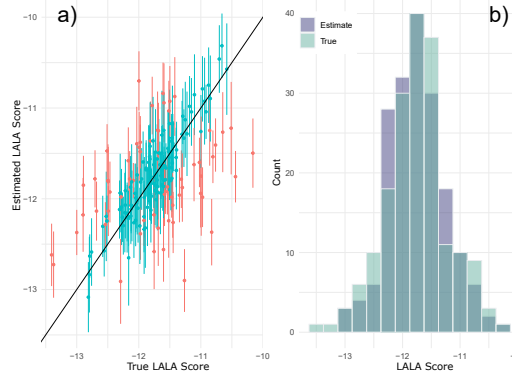 a)
Estimated LALA Score
-10
-11
-12
-13
-13
-12
-11
-10
True LALA Score
b)
Estimate
True
Count
40
30
20
10
0
-13
-12
-11
LALA Score